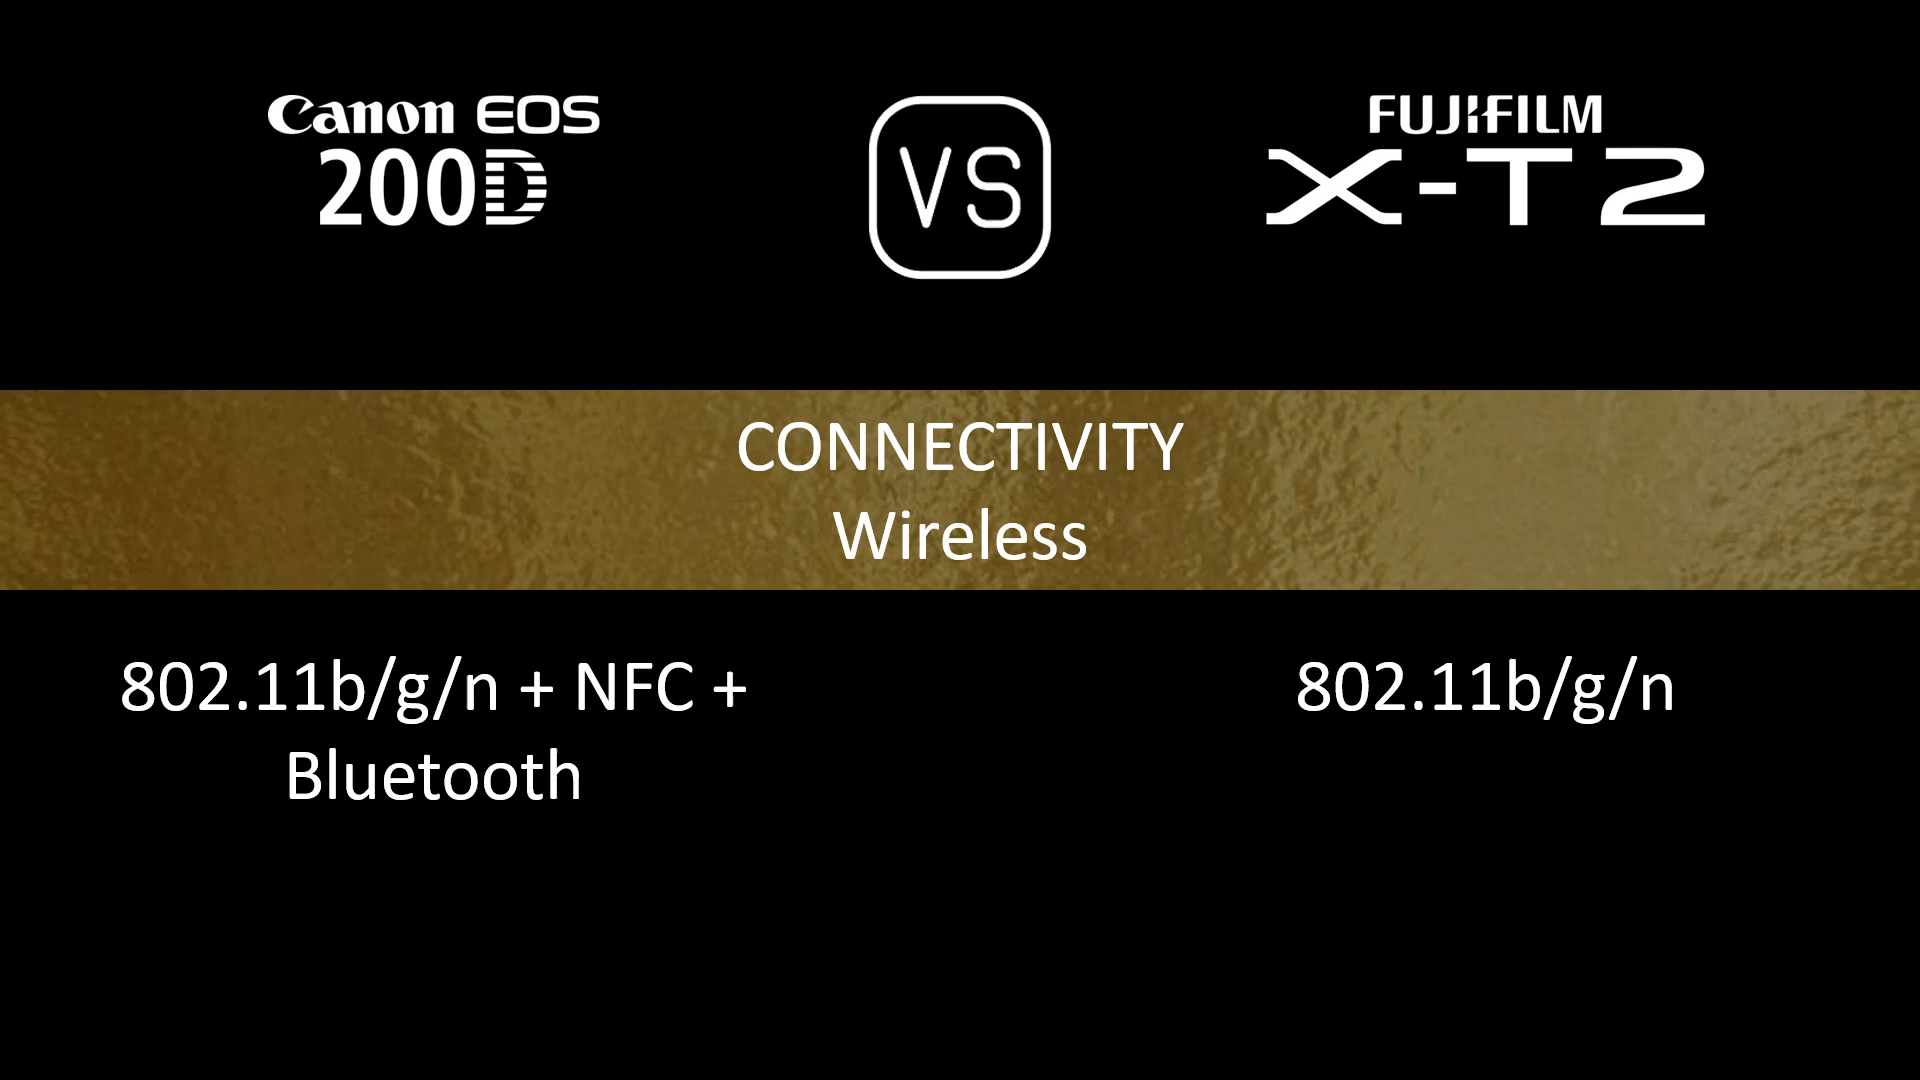 Canon EOS
200D
VS
FUJIFILM
X-T2
CONNECTIVITY
Wireless
802.11b/g/n + NFC +
Bluetooth
802.11b/g/n